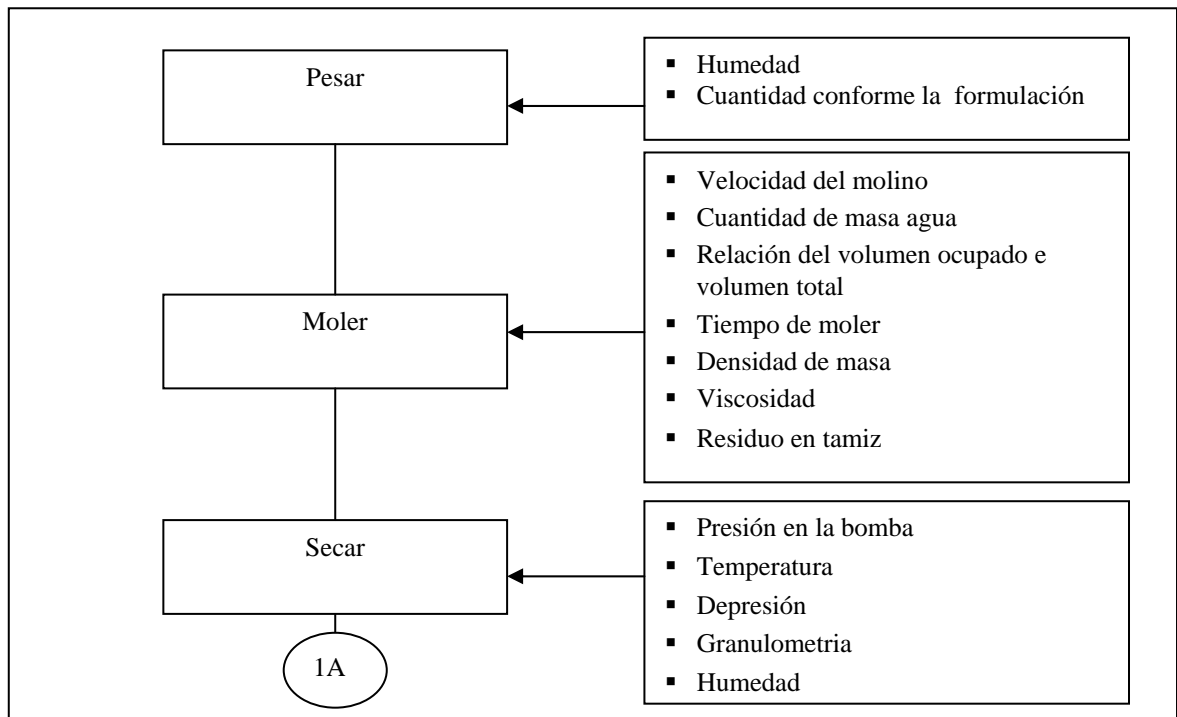 Pesar
▪ Humedad
▪ Cuantidad conforme la formulación
Moler
▪ Velocidad del molino
▪ Cuantidad de masa agua
▪ Relación del volumen ocupado e
volumen total
▪ Tiempo de moler
▪ Densidad de masa
▪ Viscosidad
▪ Residuo en tamiz
Secar
▪ Presión en la bomba
▪ Temperatura
▪ Depresión
▪ Granulometria
▪ Humedad
1A